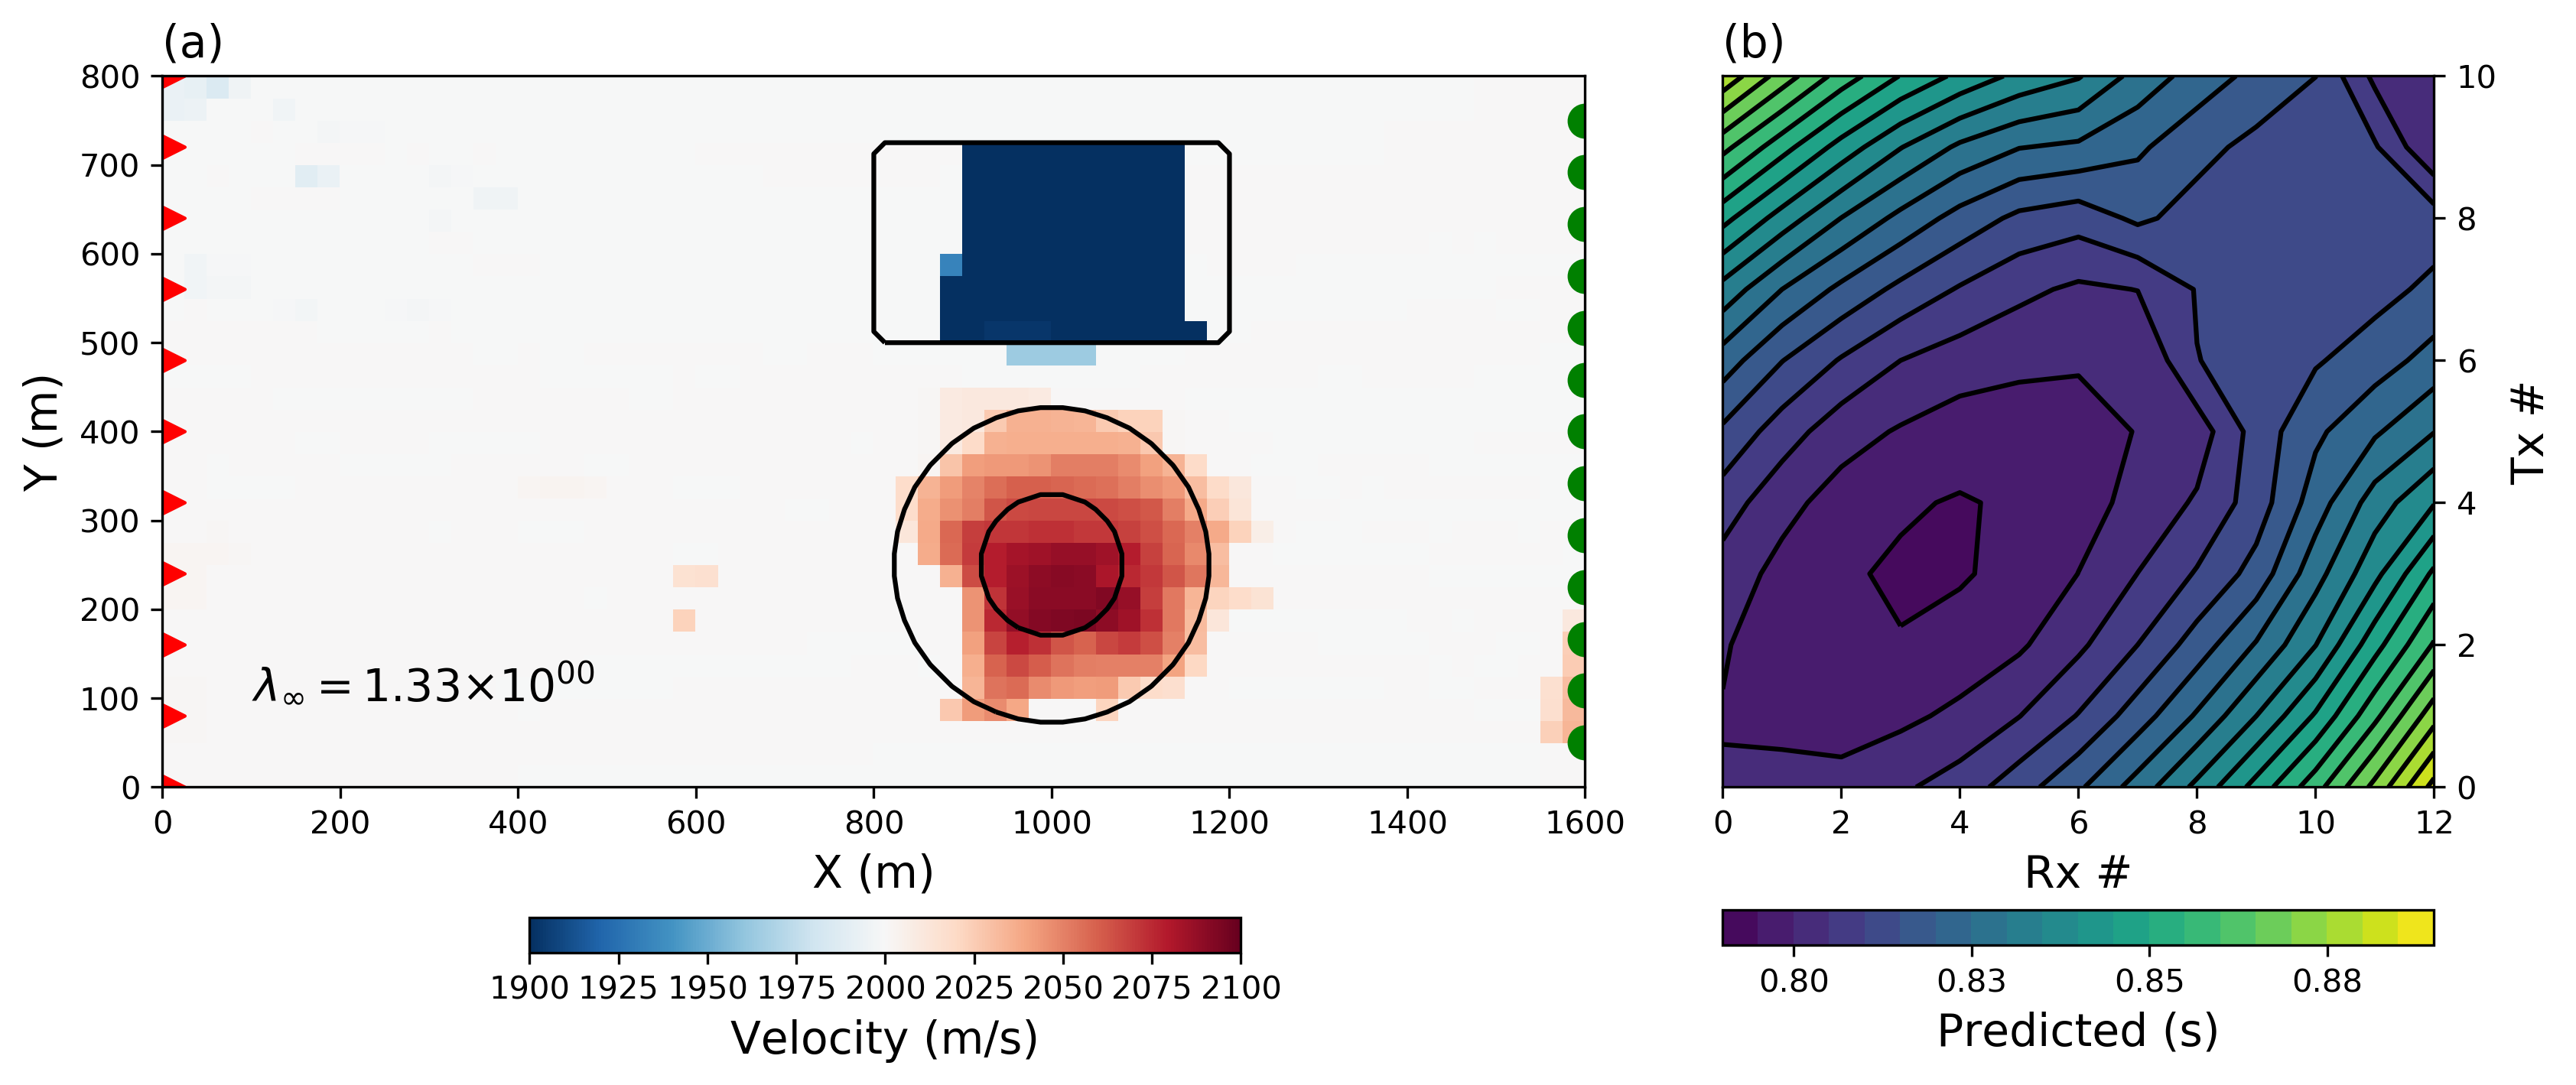 (a)
(b)
800
700
600
500
400
300
200
100
0
Y (m)
λ∞ = 1.33×10⁰⁰
0 200 400 600 800 1000 1200 1400 1600
X (m)
1900 1925 1950 1975 2000 2025 2050 2075 2100
Velocity (m/s)
10
8
6
4
2
0
Tx #
0 2 4 6 8 10 12
Rx #
0.80 0.83 0.85 0.88
Predicted (s)